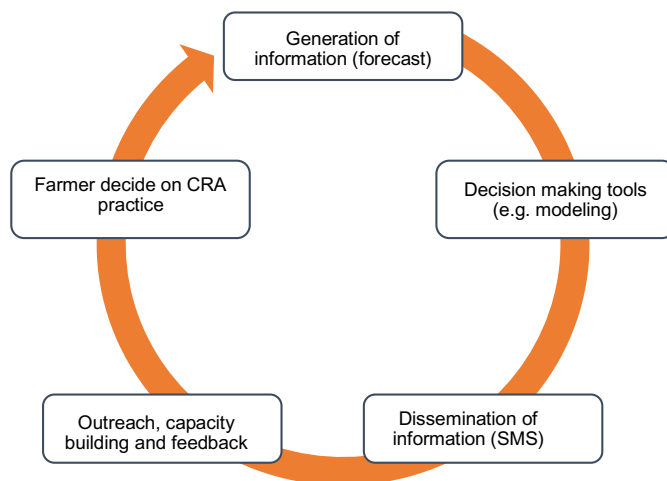 Generation of
information (forecast)
Decision making tools
(e.g. modeling)
Dissemination of
information (SMS)
Outreach, capacity
building and feedback
Farmer decide on CRA
practice